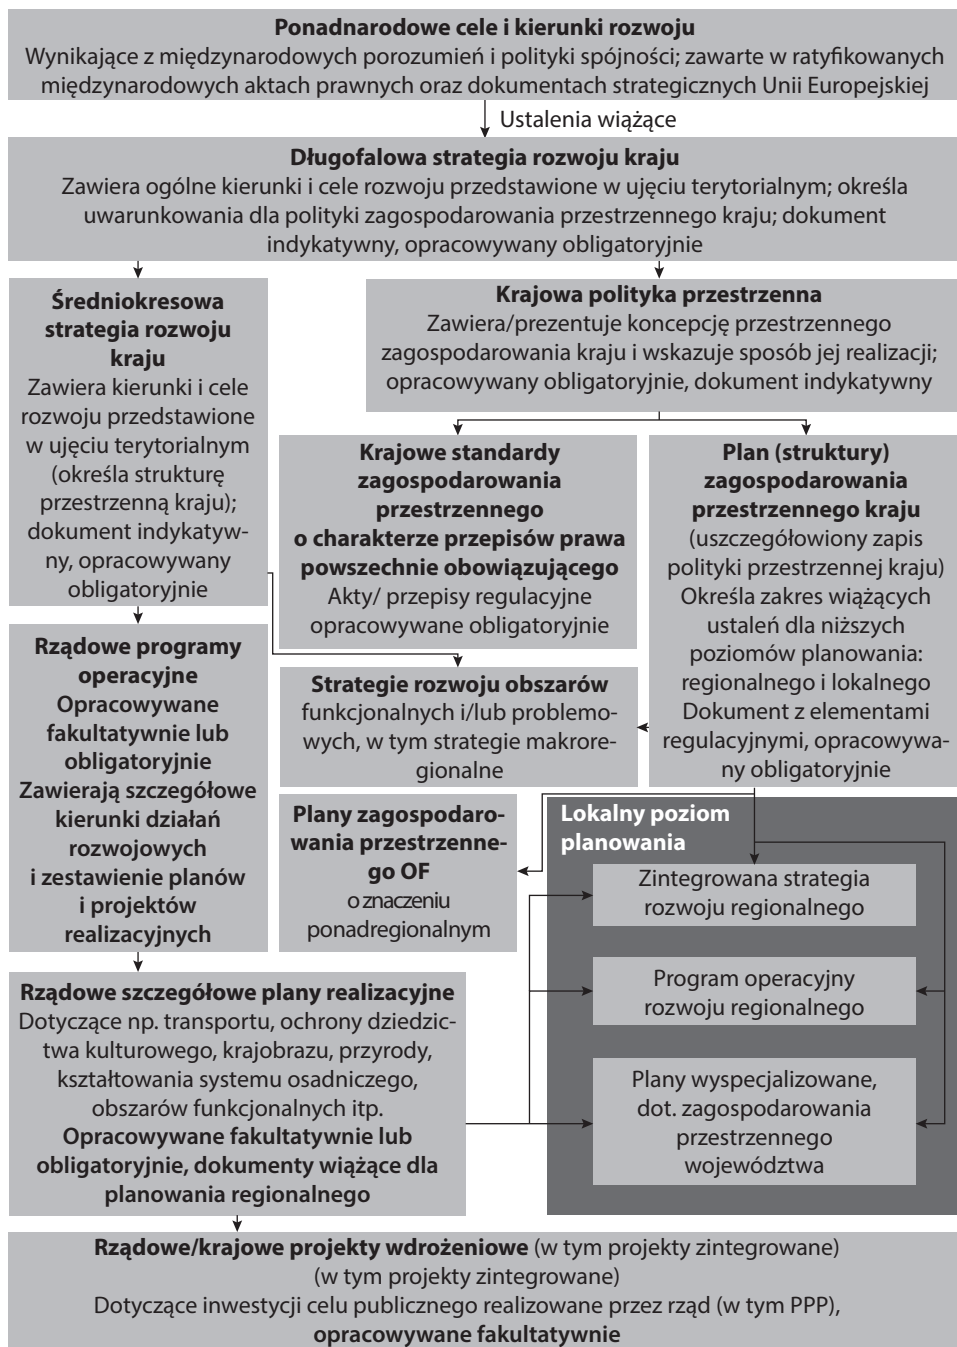 Ponadnarodowe cele i kierunki rozwoju
Wynikające z międzynarodowych porozumień i polityki spójności; zawarte w ratyfikowanych
międzynarodowych aktach prawnych oraz dokumentach strategicznych Unii Europejskiej
Ustalenia wiążące
Długofalowa strategia rozwoju kraju
Zawiera ogólne kierunki i cele rozwoju przedstawione w ujęciu terytorialnym; określa
uwarunkowania dla polityki zagospodarowania przestrzennego kraju; dokument
indykatywny, opracowywany obligatoryjnie
Średniokresowa
strategia rozwoju
kraju
Zawiera kierunki i cele
rozwoju przedstawione
w ujęciu terytorialnym
(określa strukturę
przestrzenną kraju);
dokument indykatyw-
ny, opracowywany
obligatoryjnie
Krajowa polityka przestrzenna
Zawiera/prezentuje koncepcję przestrzennego
zagospodarowania kraju i wskazuje sposób jej realizacji;
opracowywany obligatoryjnie, dokument indykatywny
Krajowe standardy
zagospodarowania
przestrzennego
o charakterze przepisów prawa
powszechnie obowiązującego
Akty/ przepisy regulacyjne
opracowywane obligatoryjnie
Plan (struktury)
zagospodarowania
przestrzennego kraju
(uszczegółowiony zapis
polityki przestrzennej kraju)
Określa zakres wiążących
ustaleń dla niższych
poziomów planowania:
regionalnego i lokalnego
Dokument z elementami
regulacyjnymi, opracowywa-
ny obligatoryjnie
Rządowe programy
operacyjne
Opracowywane
fakultatywnie lub
obligatoryjnie
Zawierają szczegółowe
kierunki działań
rozwojowych
i zestawienie planów
i projektów
realizacyjnych
Strategie rozwoju obszarów
funkcjonalnych i/lub problemo-
wych, w tym strategie makrore-
gionalne
Plany zagospodaro-
wania przestrzenne-
go OF
o znaczeniu
ponadregionalnym
Lokalny poziom
planowania
Zintegrowana strategia
rozwoju regionalnego
Program operacyjny
rozwoju regionalnego
Plany wyspecjalizowane,
dot. zagospodarowania
przestrzennego
województwa
Rządowe szczegółowe plany realizacyjne
Dotyczące np. transportu, ochrony dziedzic-
twa kulturowego, krajobrazu, przyrody,
kształtowania systemu osadniczego,
obszarów funkcjonalnych itp.
Opracowywane fakultatywnie lub
obligatoryjnie, dokumenty wiążące dla
planowania regionalnego
Rządowe/krajowe projekty wdrożeniowe (w tym projekty zintegrowane)
(w tym projekty zintegrowane)
Dotyczące inwestycji celu publicznego realizowane przez rząd (w tym PPP),
opracowywane fakultatywnie